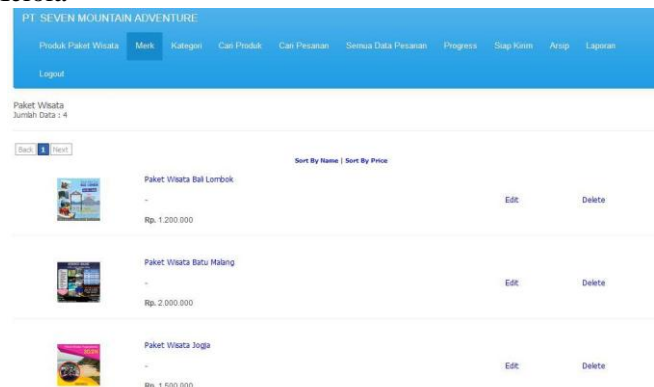 PT. SEVEN MOUNTAIN ADVENTURE
Produk Paket Wisata Merk Kategori Cari Produk Cari Pesanan Semua Data Pesanan Progress Siap Kirim Arsip Laporan
Logout
Paket Wisata
Jumlah Data : 4
Back 1 Next
Sort By Name | Sort By Price
Paket Wisata Bali Lombok
-
Edit Delete
Rp. 1.200.000
Paket Wisata Batu Malang
-
Edit Delete
Rp. 2.000.000
Paket Wisata Jogja
-
Edit Delete
Rp. 1.500.000